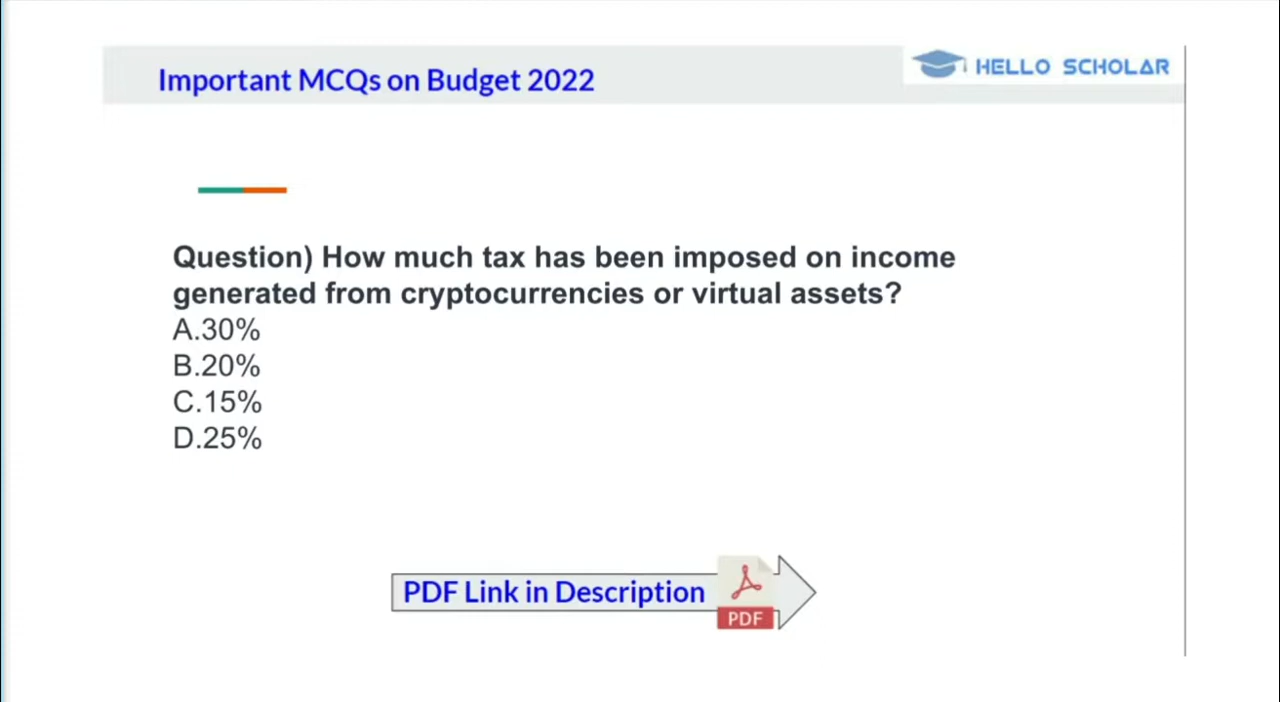 Important MCQs on Budget 2022
HELLO SCHOLAR
Question) How much tax has been imposed on income
generated from cryptocurrencies or virtual assets?
A.30%
B.20%
C.15%
D.25%
PDF Link in Description
PDF